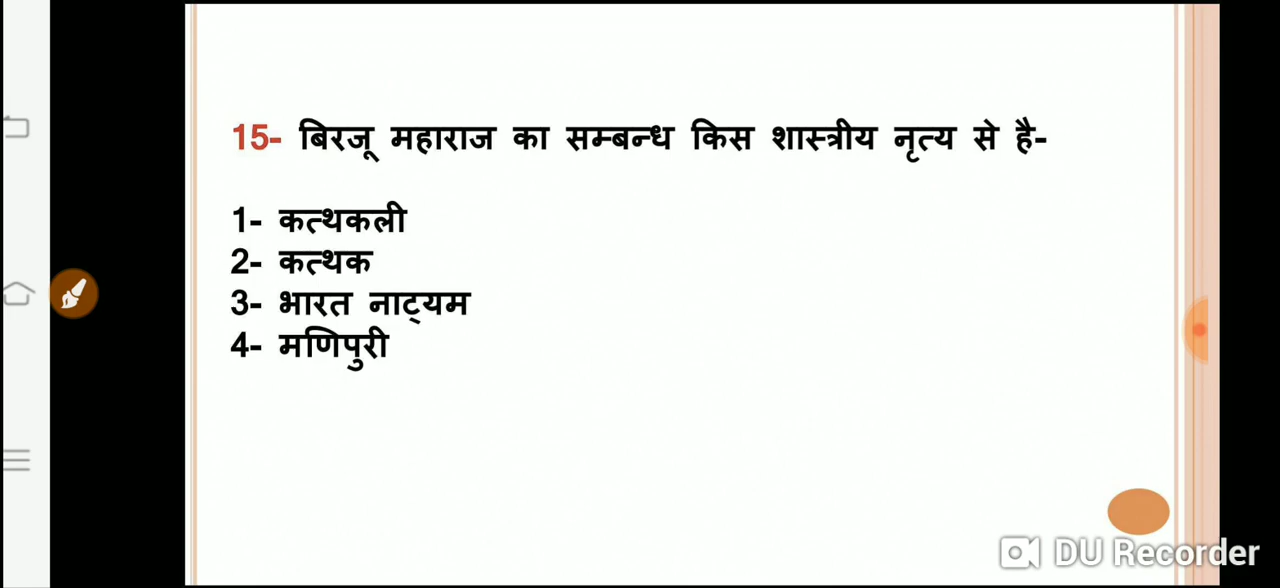 15- बिरजू महाराज का सम्बन्ध किस शास्त्रीय नृत्य से है-
1- कत्थकली
2- कत्थक
3- भारत नाट्यम
4- मणिपुरी
DU Recorder